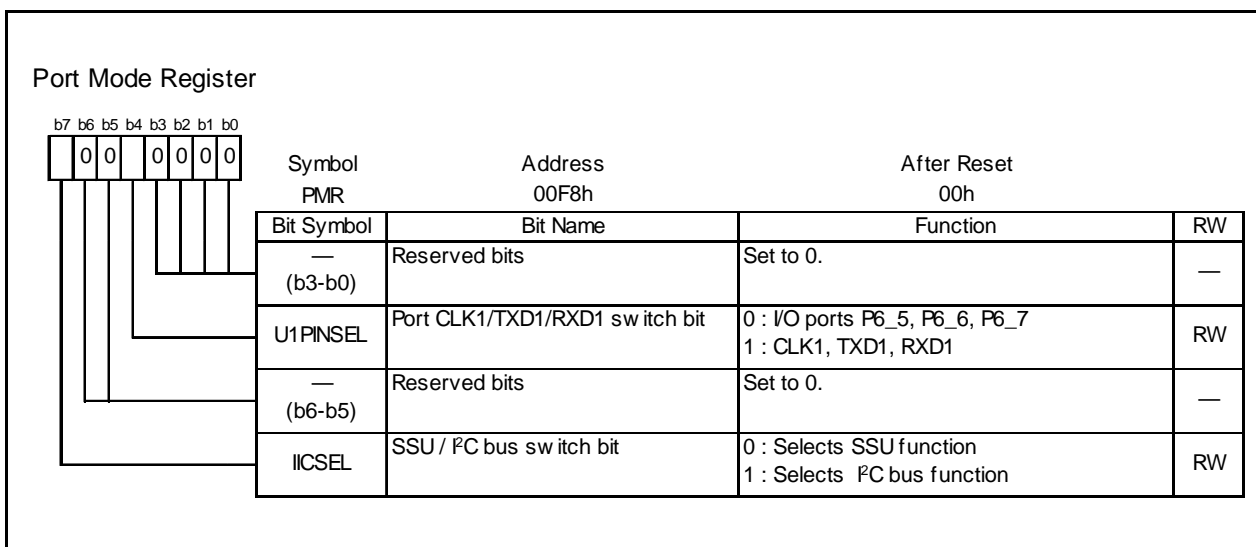 Port Mode Register
b7 b6 b5 b4 b3 b2 b1 b0
0 0 0 0 0 0
Symbol Address After Reset
PMR 00F8h 00h
Bit Symbol Bit Name Function RW
— Reserved bits Set to 0. —
(b3-b0)
U1PINSEL Port CLK1/TXD1/RXD1 switch bit 0 : I/O ports P6_5, P6_6, P6_7 RW
1 : CLK1, TXD1, RXD1
— Reserved bits Set to 0. —
(b6-b5)
IICSEL SSU / I²C bus switch bit 0 : Selects SSU function RW
1 : Selects I²C bus function